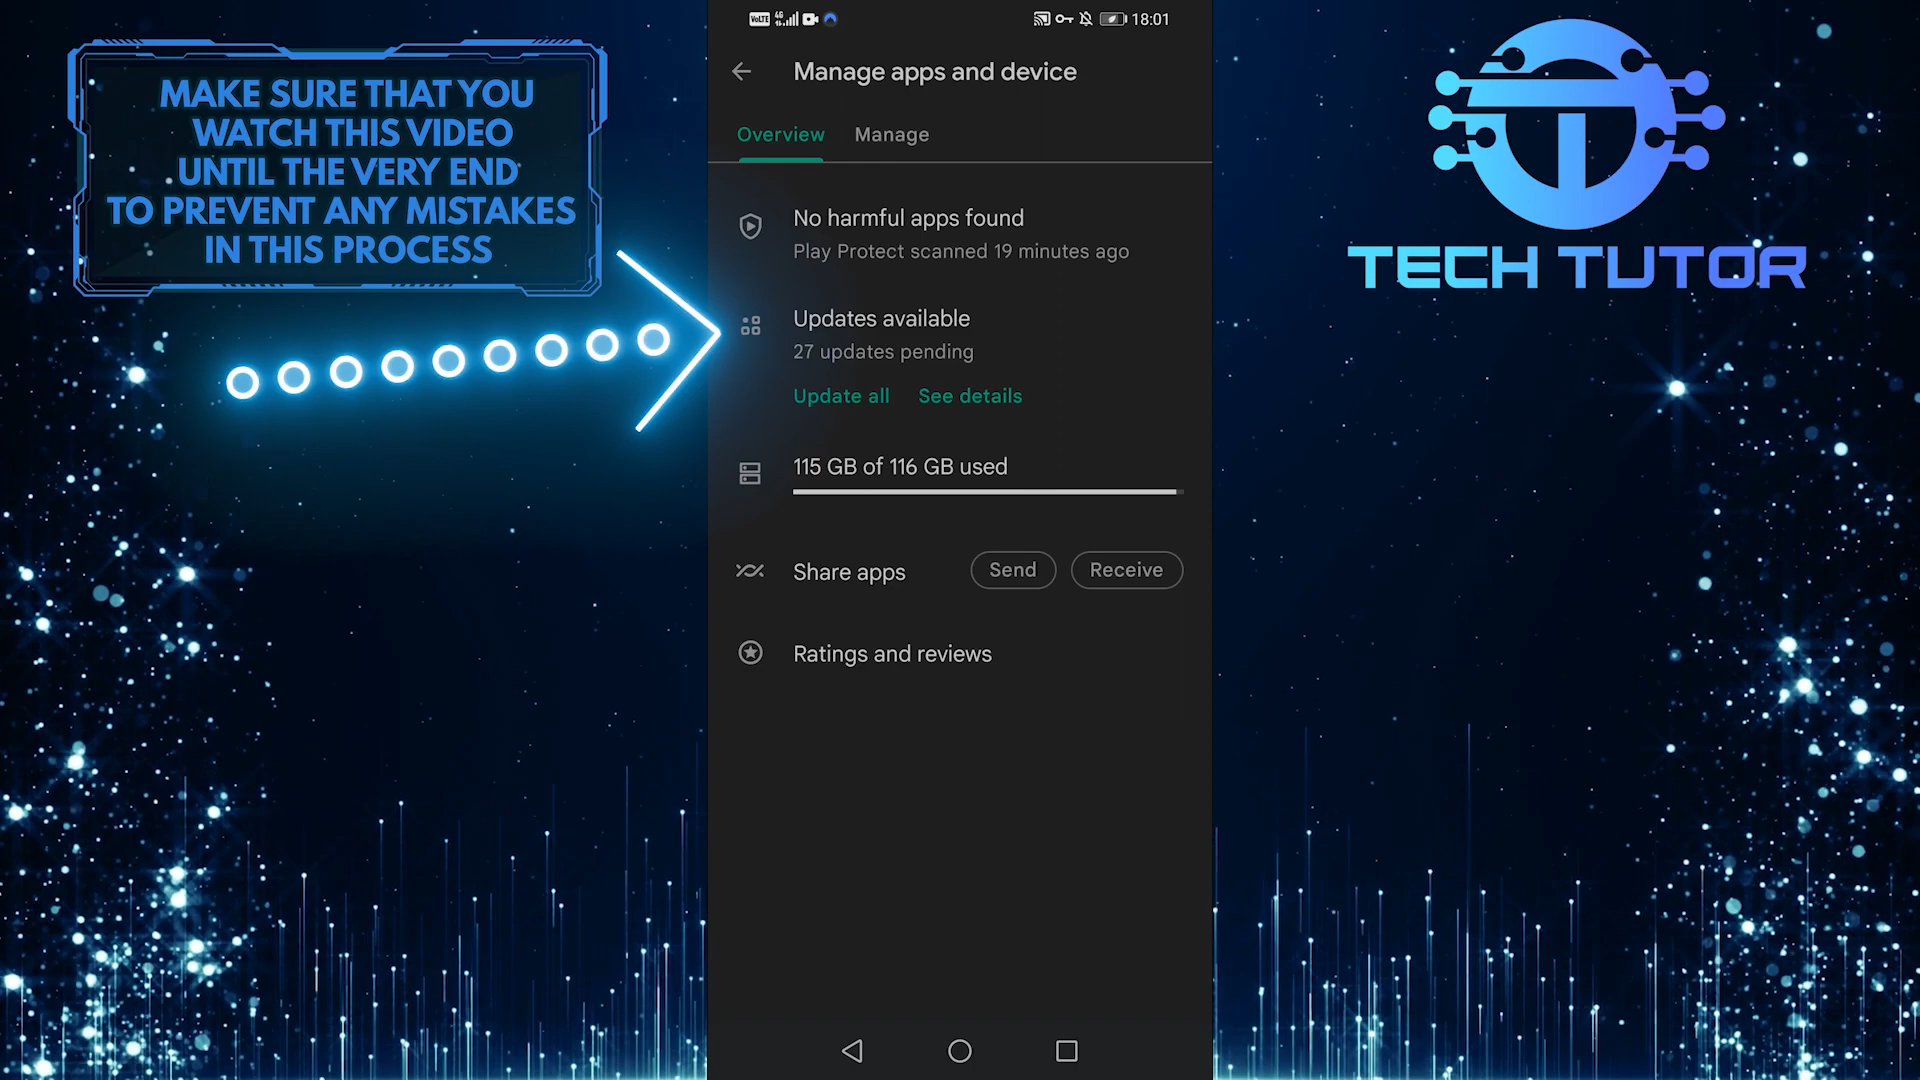 MAKE SURE THAT YOU
WATCH THIS VIDEO
UNTIL THE VERY END
TO PREVENT ANY MISTAKES
IN THIS PROCESS
VoLTE 4G 18:01
Manage apps and device
Overview Manage
No harmful apps found
Play Protect scanned 19 minutes ago
Updates available
27 updates pending
Update all See details
115 GB of 116 GB used
Share apps Send Receive
Ratings and reviews
TECH TUTOR